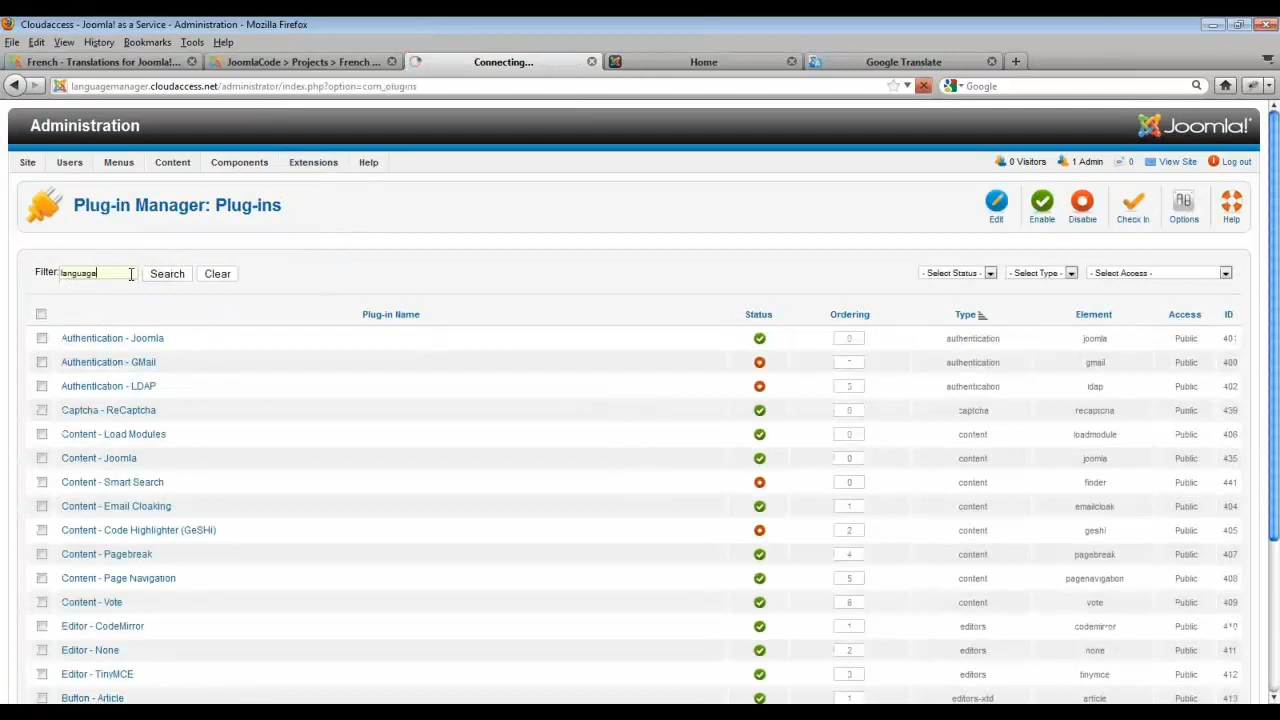 Cloudaccess - Joomla! as a Service - Administration - Mozilla Firefox
File Edit View History Bookmarks Tools Help
French - Translations for Joomla!... JoomlaCode > Projects > French ... Connecting... Home Google Translate
languagemanager.cloudaccess.net/administrator/index.php?option=com_plugins Google
Administration Joomla!
Site Users Menus Content Components Extensions Help 0 Visitors 1 Admin 0 View Site Log out
Plug-in Manager: Plug-ins Edit Enable Disable Check In Options Help
Filter: language Search Clear - Select Status - - Select Type - - Select Access -
Plug-in Name Status Ordering Type Element Access ID
Authentication - Joomla 0 authentication joomla Public 401
Authentication - GMail authentication gmail Public 400
Authentication - LDAP 3 authentication ldap Public 402
Captcha - ReCaptcha 0 captcha recaptcha Public 439
Content - Load Modules 0 content loadmodule Public 406
Content - Joomla 0 content joomla Public 435
Content - Smart Search 0 content finder Public 441
Content - Email Cloaking 1 content emailcloak Public 404
Content - Code Highlighter (GeSHi) 2 content geshi Public 405
Content - Pagebreak 4 content pagebreak Public 407
Content - Page Navigation 5 content pagenavigation Public 408
Content - Vote 6 content vote Public 409
Editor - CodeMirror 1 editors codemirror Public 410
Editor - None 2 editors none Public 411
Editor - TinyMCE 3 editors tinymce Public 412
Button - Article 1 editors-xtd article Public 413